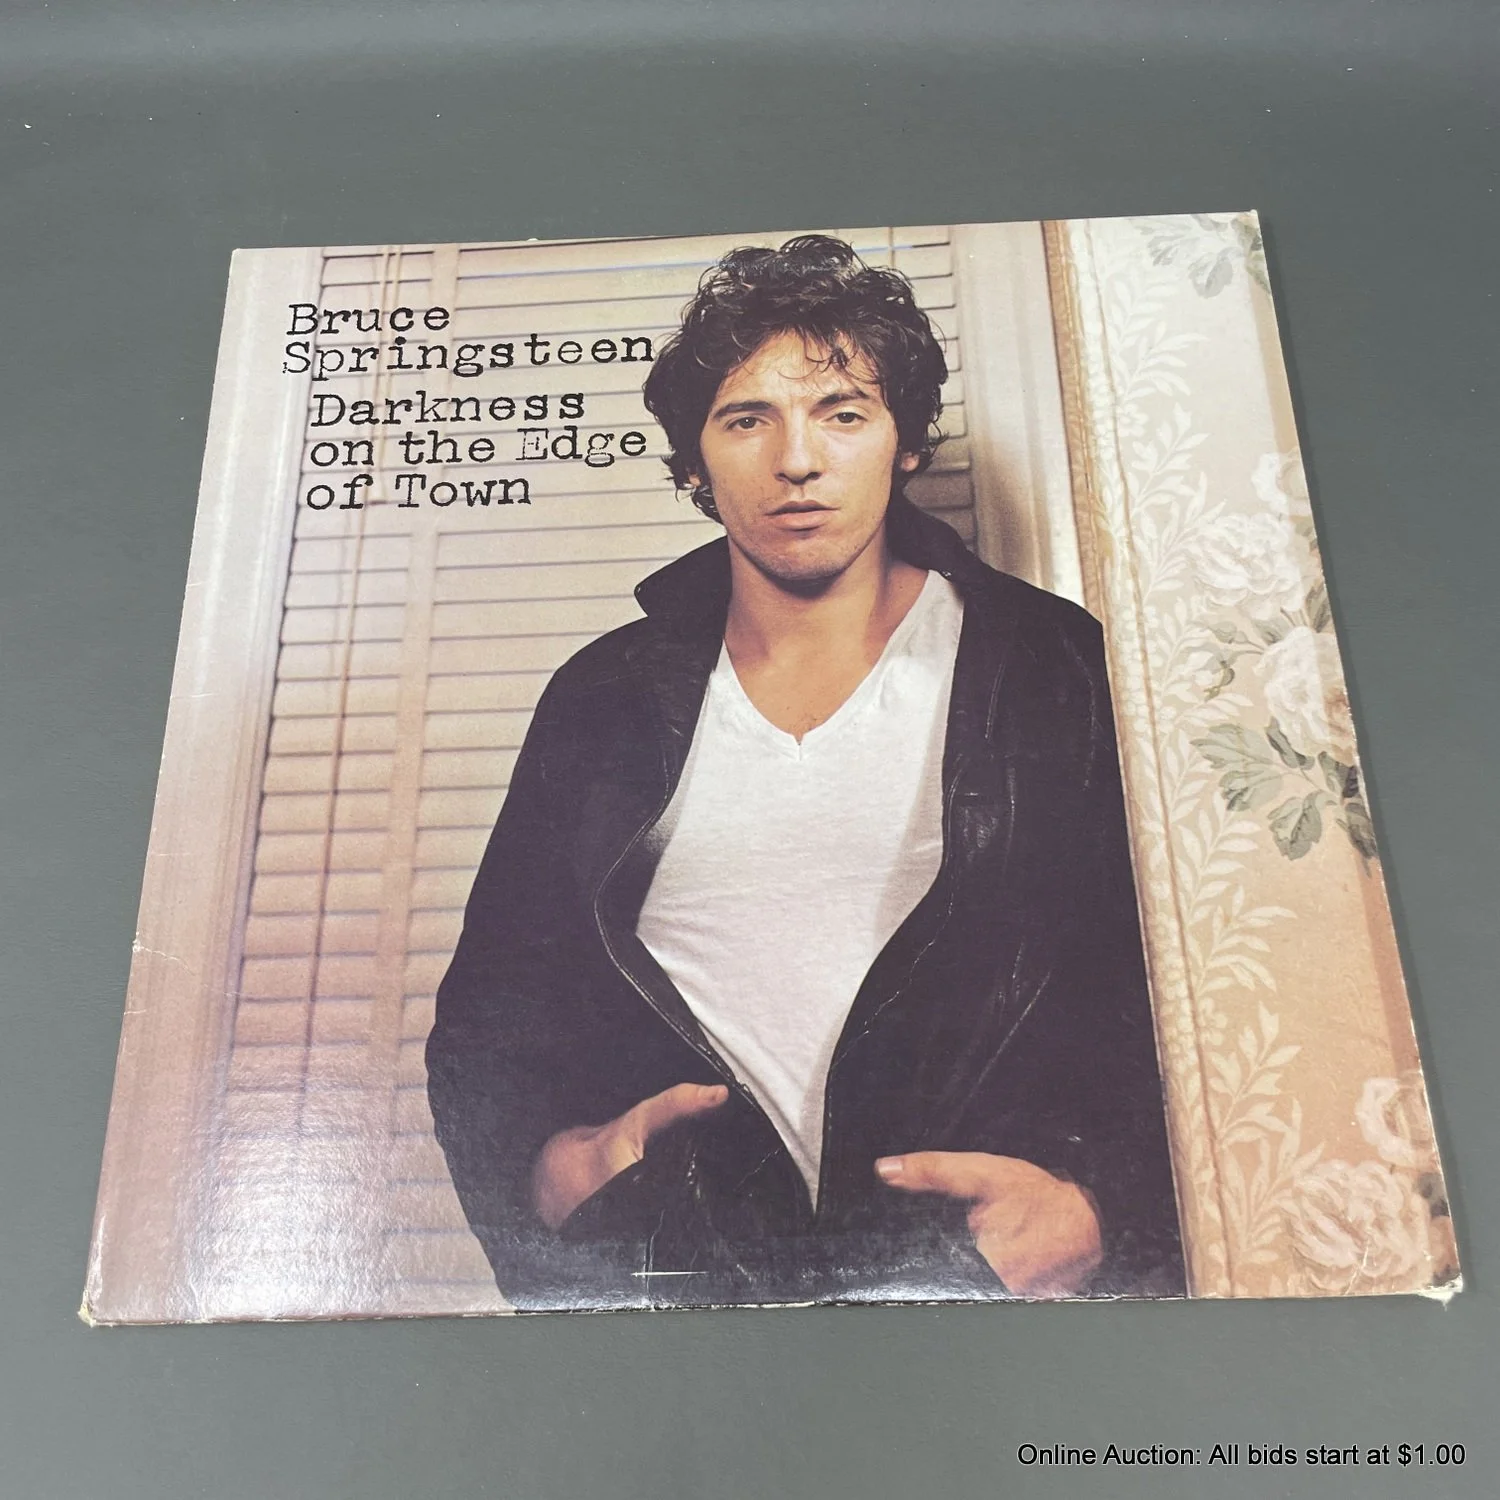 Bruce
Springsteen
Darkness
on the Edge
of Town
Online Auction: All bids start at $1.00